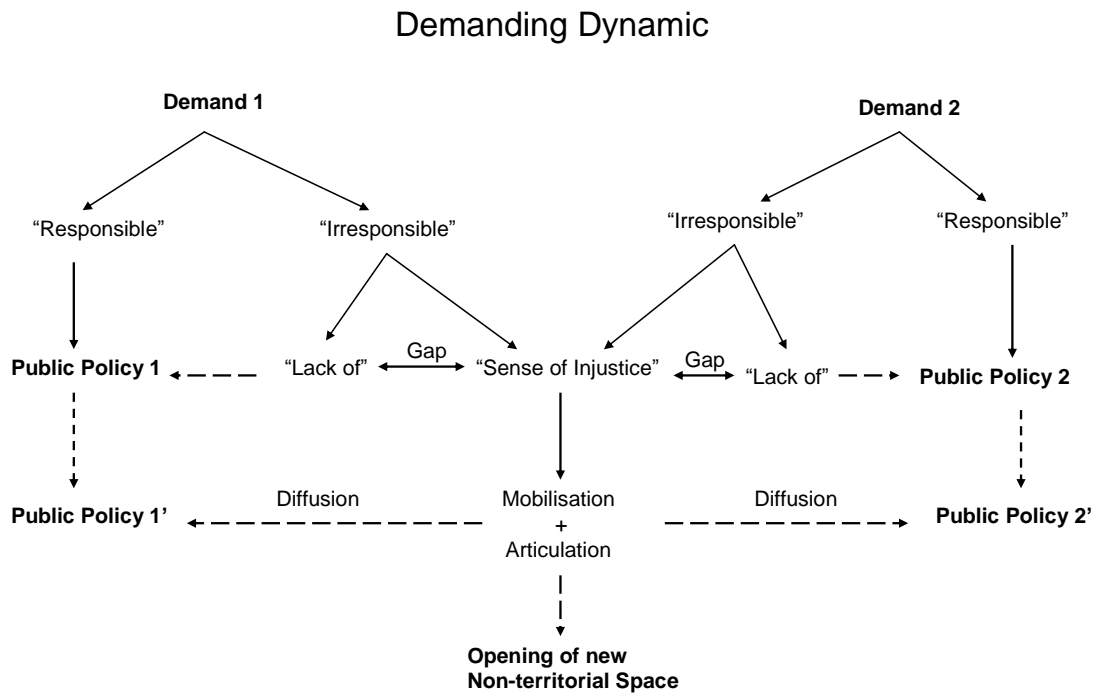 Demanding Dynamic
Demand 1
Demand 2
“Responsible”
“Irresponsible”
“Irresponsible”
“Responsible”
Public Policy 1
“Lack of”
Gap
“Sense of Injustice”
Gap
“Lack of”
Public Policy 2
Public Policy 1’
Diffusion
Mobilisation
+
Articulation
Diffusion
Public Policy 2’
Opening of new
Non-territorial Space